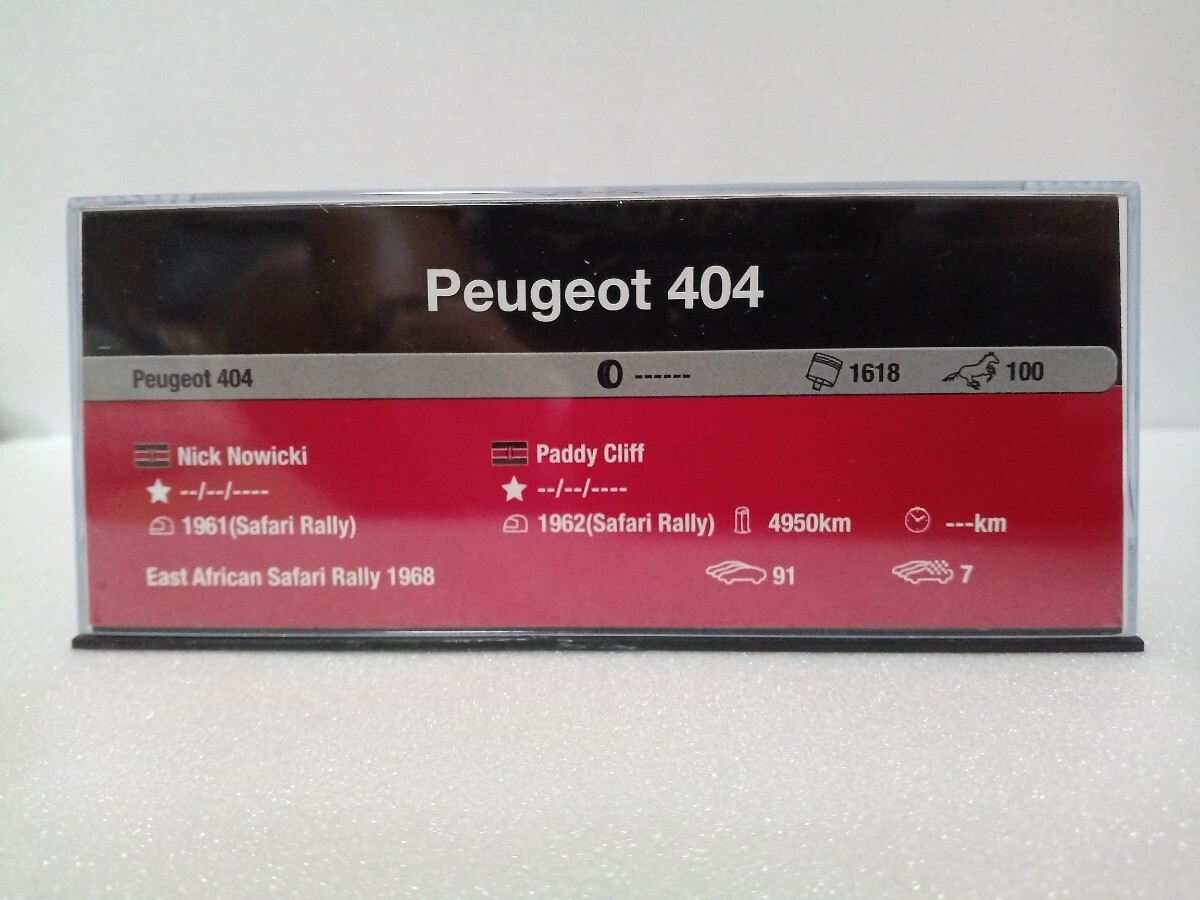 Peugeot 404
Peugeot 404 ------ 1618 100
Nick Nowicki Paddy Cliff
--/--/---- --/--/----
1961(Safari Rally) 1962(Safari Rally) 4950km ---km
East African Safari Rally 1968 91 7